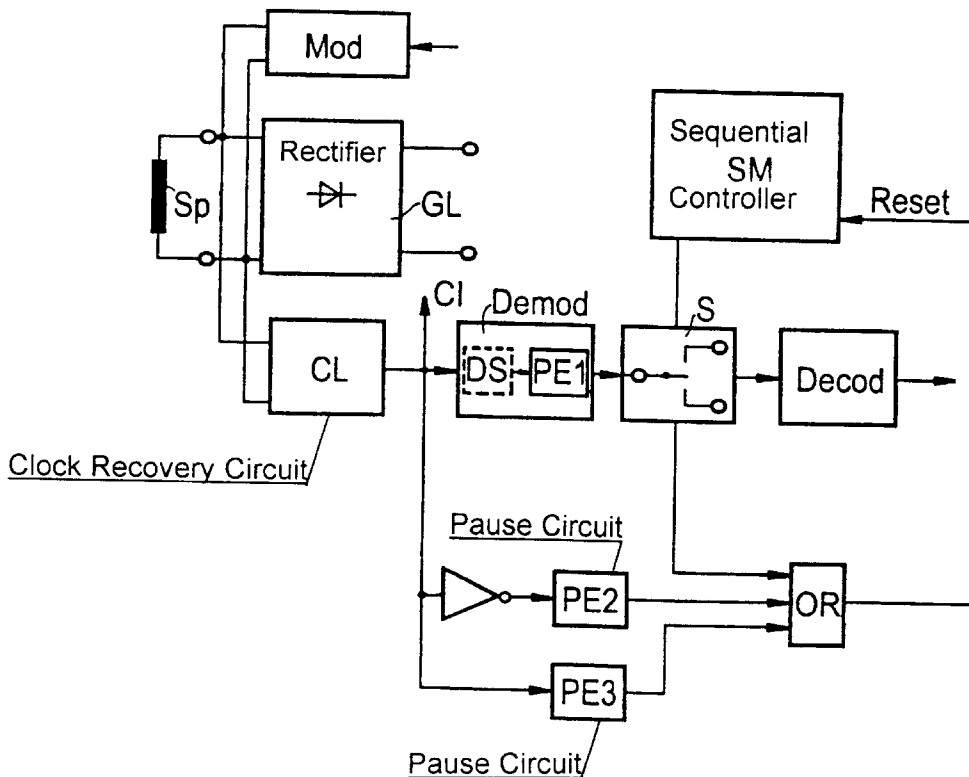 Mod
Rectifier
Sp
GL
Sequential
SM
Controller
Reset
Cl
Demod
S
CL
DS
PE1
Decod
Clock Recovery Circuit
Pause Circuit
PE2
OR
PE3
Pause Circuit